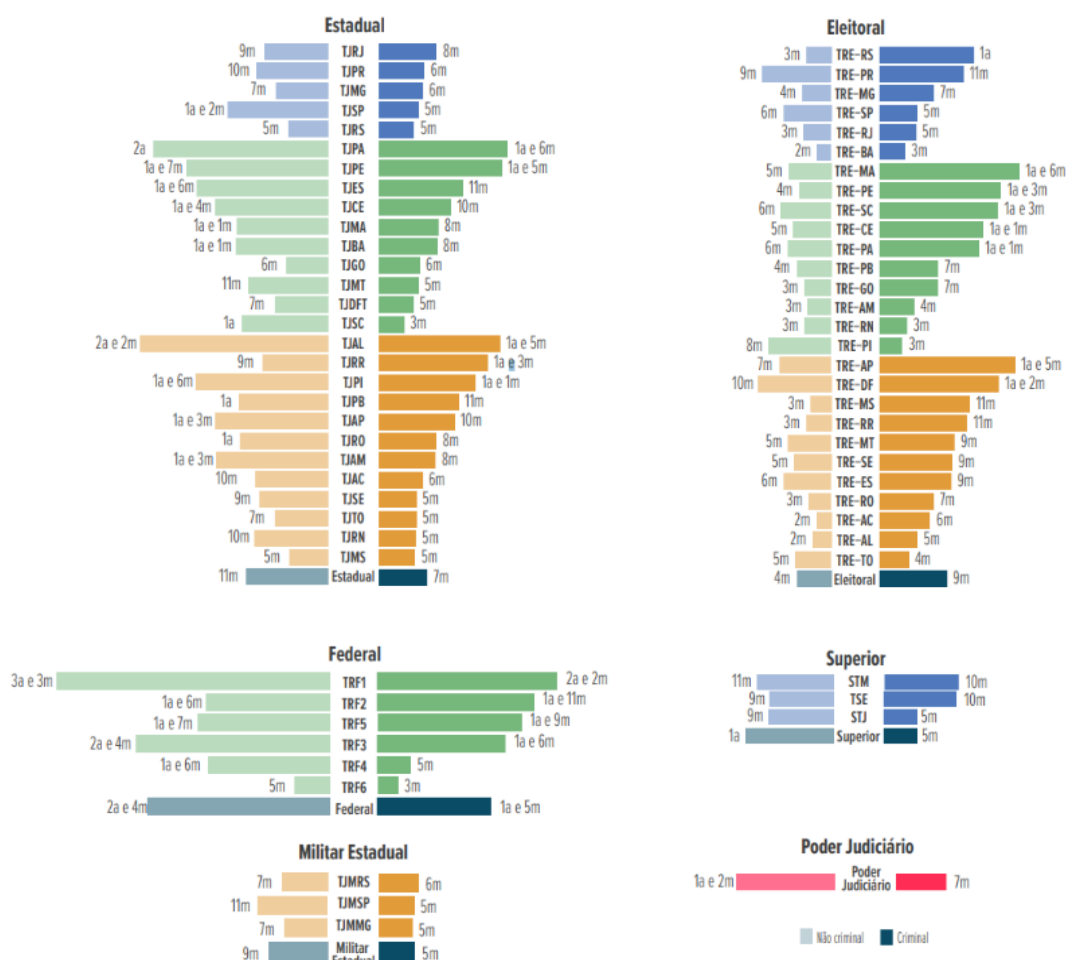 Estadual
9m TJRJ 8m
10m TJPR 6m
7m TJMG 6m
1a e 2m TJSP 5m
5m TJRS 5m
2a TJPA 1a e 6m
1a e 7m TJPE 1a e 5m
1a e 6m TJES 11m
1a e 4m TJCE 10m
1a e 1m TJMA 8m
1a e 1m TJBA 8m
6m TJGO 6m
11m TJMT 5m
7m TJDFT 5m
1a TJSC 3m
2a e 2m TJAL 1a e 5m
9m TJRR 1a e 3m
1a e 6m TJPI 1a e 1m
1a TJPB 11m
1a e 3m TJAP 10m
1a TJRO 8m
1a e 3m TJAM 8m
10m TJAC 6m
9m TJSE 5m
7m TJTO 5m
10m TJRN 5m
5m TJMS 5m
11m Estadual 7m
Eleitoral
3m TRE-RS 1a
9m TRE-PR 11m
4m TRE-MG 7m
6m TRE-SP 5m
3m TRE-RJ 5m
2m TRE-BA 3m
5m TRE-MA 1a e 6m
4m TRE-PE 1a e 3m
6m TRE-SC 1a e 3m
5m TRE-CE 1a e 1m
6m TRE-PA 1a e 1m
4m TRE-PB 7m
3m TRE-GO 7m
3m TRE-AM 4m
3m TRE-RN 3m
8m TRE-PI 3m
7m TRE-AP 1a e 5m
10m TRE-DF 1a e 2m
3m TRE-MS 11m
3m TRE-RR 11m
5m TRE-MT 9m
5m TRE-SE 9m
6m TRE-ES 9m
3m TRE-RO 7m
2m TRE-AC 6m
2m TRE-AL 5m
5m TRE-TO 4m
4m Eleitoral 9m
Federal
3a e 3m TRF1 2a e 2m
1a e 6m TRF2 1a e 11m
1a e 7m TRF5 1a e 9m
2a e 4m TRF3 1a e 6m
1a e 6m TRF4 5m
5m TRF6 3m
2a e 4m Federal 1a e 5m
Superior
11m STM 10m
9m TSE 10m
9m STJ 5m
1a Superior 5m
Militar Estadual
7m TJMRS 6m
11m TJMSP 5m
7m TJMMG 5m
9m Militar 5m
Estadual
Poder Judiciário
1a e 2m Poder 7m
Judiciário
Não criminal Criminal